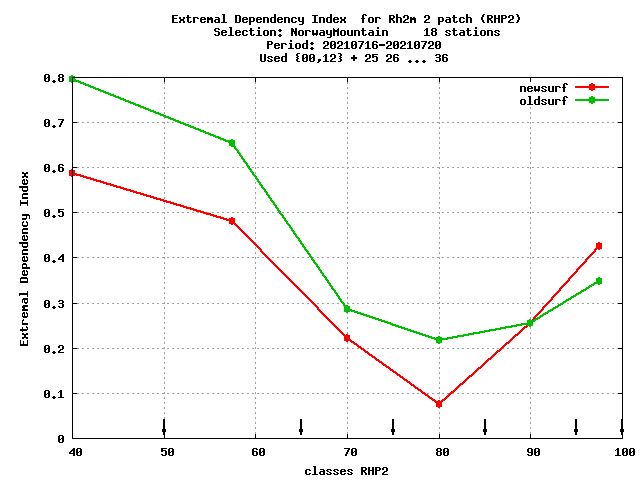 Extremal Dependency Index  for Rh2m 2 patch (RHP2)
Selection: NorwayMountain     18 stations
Period: 20210716-20210720
Used {00,12} + 25 26 ... 36
newsurf
oldsurf
0.8
0.7
0.6
0.5
0.4
0.3
0.2
0.1
0
Extremal Dependency Index
40 50 60 70 80 90 100
classes RHP2